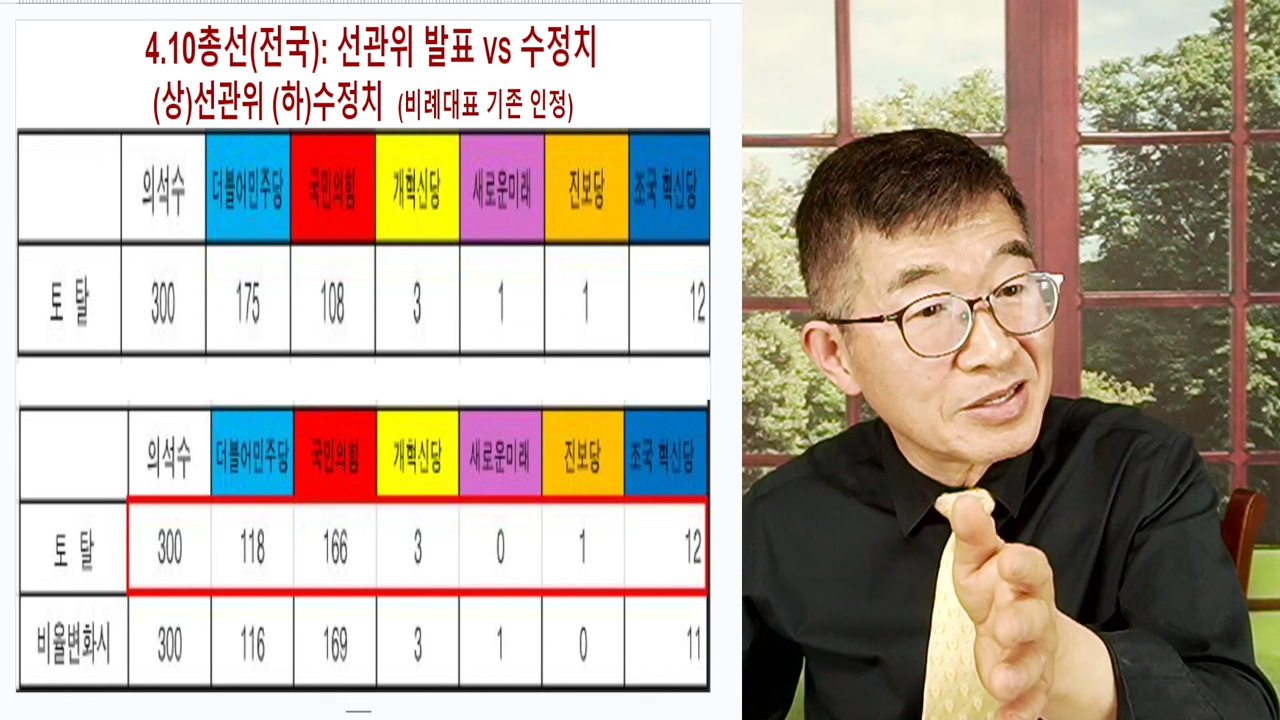 4.10총선(전국): 선관위 발표 vs 수정치
(상)선관위 (하)수정치 (비례대표 기존 인정)
의석수 더불어민주당 국민의힘 개혁신당 새로운미래 진보당 조국 혁신당
토 탈 300 175 108 3 1 1 12
의석수 더불어민주당 국민의힘 개혁신당 새로운미래 진보당 조국 혁신당
토 탈 300 118 166 3 0 1 12
비율변화시 300 116 169 3 1 0 11